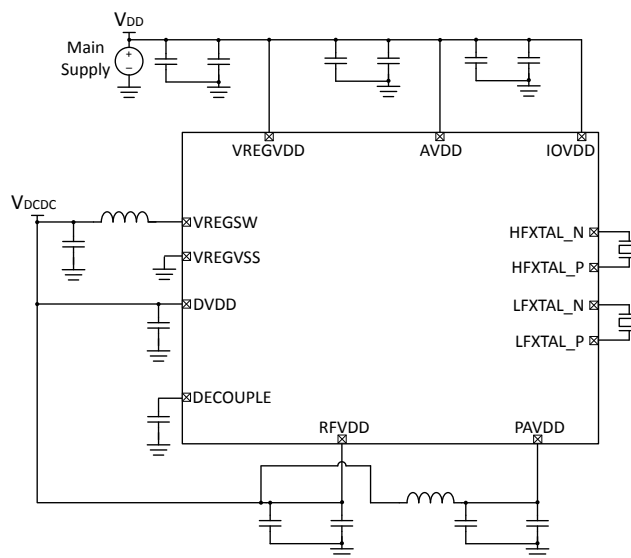 VDD
Main
Supply
+
−
VREGVDD
AVDD
IOVDD
VDCDC
VREGSW
HFXTAL_N
VREGVSS
HFXTAL_P
DVDD
LFXTAL_N
LFXTAL_P
DECOUPLE
RFVDD
PAVDD